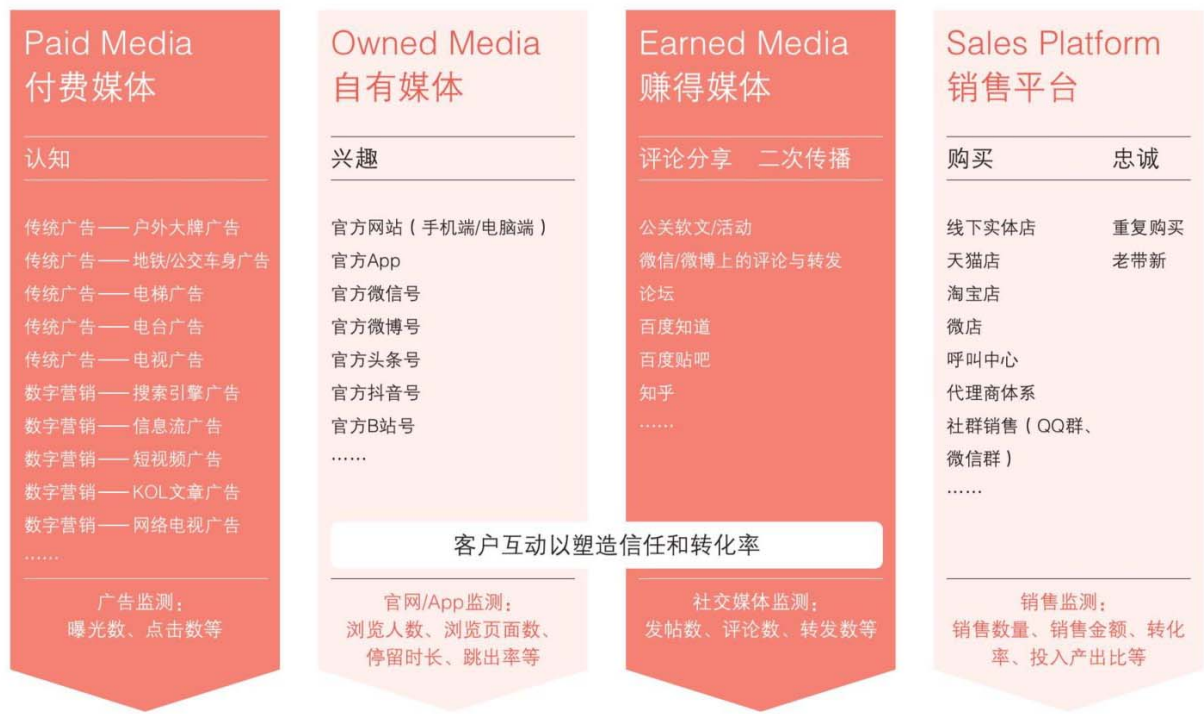 Paid Media
付费媒体
认知
传统广告——户外大牌广告
传统广告——地铁/公交车身广告
传统广告——电梯广告
传统广告——电台广告
传统广告——电视广告
数字营销——搜索引擎广告
数字营销——信息流广告
数字营销——短视频广告
数字营销——KOL文章广告
数字营销——网络电视广告
……
广告监测：
曝光数、点击数等
Owned Media
自有媒体
兴趣
官方网站（手机端/电脑端）
官方App
官方微信号
官方微博号
官方头条号
官方抖音号
官方B站号
……
客户互动以塑造信任和转化率
官网/App监测：
浏览人数、浏览页面数、
停留时长、跳出率等
Earned Media
赚得媒体
评论分享 二次传播
公关软文/活动
微信/微博上的评论与转发
论坛
百度知道
百度贴吧
知乎
……
社交媒体监测：
发帖数、评论数、转发数等
Sales Platform
销售平台
购买 忠诚
线下实体店 重复购买
天猫店 老带新
淘宝店
微店
呼叫中心
代理商体系
社群销售（QQ群、
微信群）
……
销售监测：
销售数量、销售金额、转化
率、投入产出比等